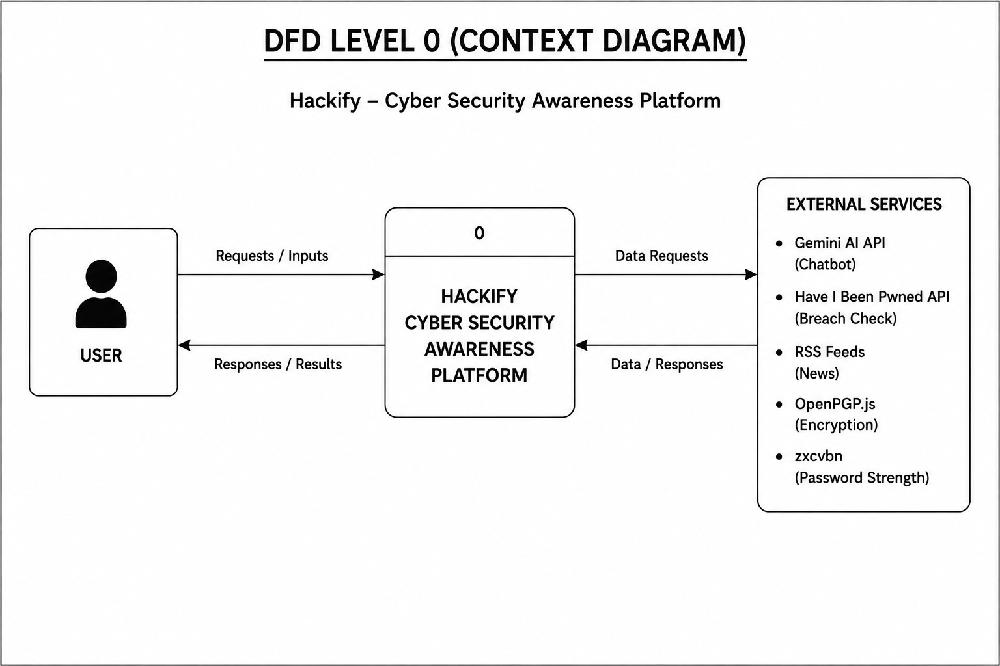 DFD LEVEL 0 (CONTEXT DIAGRAM)
Hackify – Cyber Security Awareness Platform
USER
Requests / Inputs
Responses / Results
0
HACKIFY
CYBER SECURITY
AWARENESS
PLATFORM
Data Requests
Data / Responses
EXTERNAL SERVICES
• Gemini AI API
(Chatbot)
• Have I Been Pwned API
(Breach Check)
• RSS Feeds
(News)
• OpenPGP.js
(Encryption)
• zxcvbn
(Password Strength)